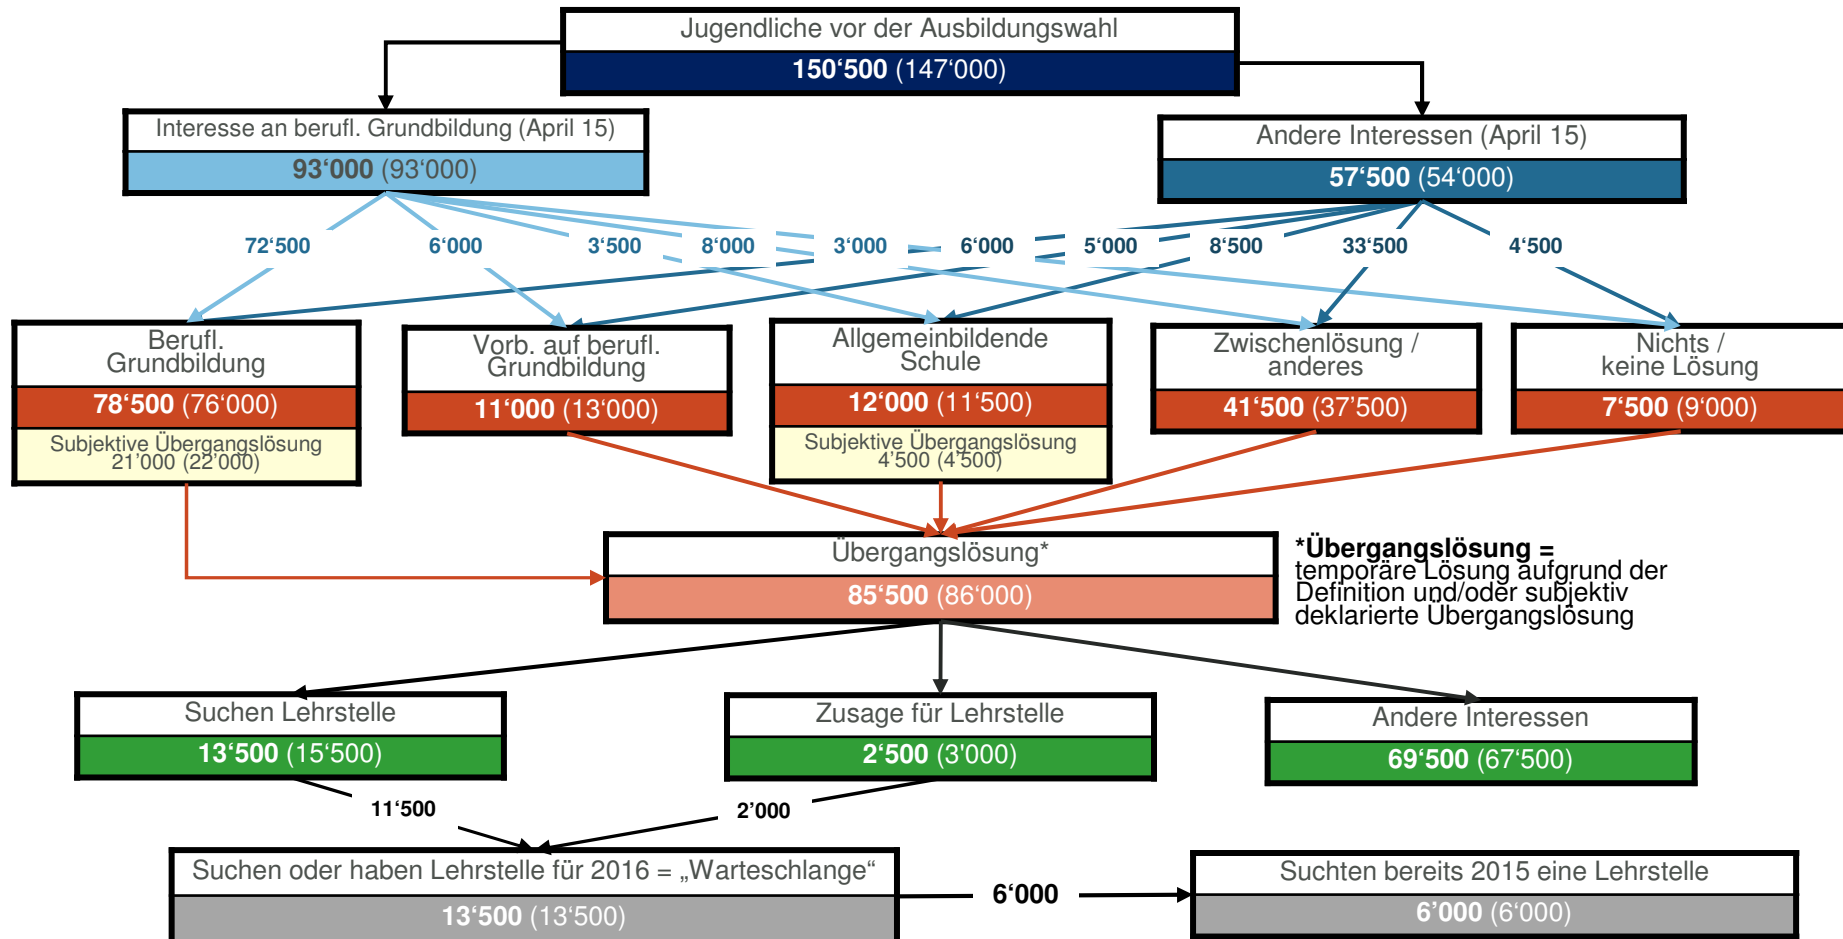 Jugendliche vor der Ausbildungswahl
150‘500 (147‘000)
Interesse an berufl. Grundbildung (April 15)
93‘000 (93‘000)
Andere Interessen (April 15)
57‘500 (54‘000)
72‘500
6‘000
3‘500
8‘000
3‘000
6‘000
5‘000
8‘500
33‘500
4‘500
Berufl.
Grundbildung
78‘500 (76‘000)
Subjektive Übergangslösung
21’000 (22’000)
Vorb. auf berufl.
Grundbildung
11‘000 (13‘000)
Allgemeinbildende
Schule
12‘000 (11‘500)
Subjektive Übergangslösung
4’500 (4’500)
Zwischenlösung /
anderes
41‘500 (37’500)
Nichts /
keine Lösung
7‘500 (9‘000)
Übergangslösung*
85‘500 (86‘000)
*Übergangslösung =
temporäre Lösung aufgrund der
Definition und/oder subjektiv
deklarierte Übergangslösung
Suchen Lehrstelle
13‘500 (15‘500)
Zusage für Lehrstelle
2‘500 (3'000)
Andere Interessen
69‘500 (67‘500)
11‘500
2’000
Suchen oder haben Lehrstelle für 2016 = „Warteschlange“
13‘500 (13‘500)
6‘000
Suchten bereits 2015 eine Lehrstelle
6’000 (6‘000)